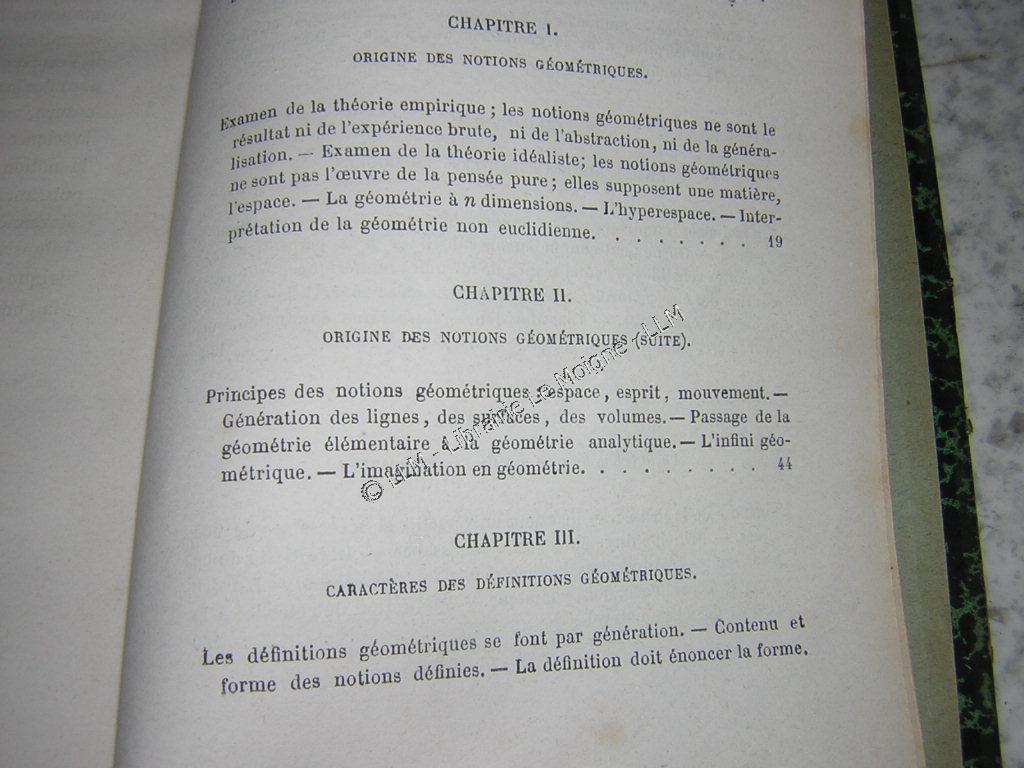 CHAPITRE I.
ORIGINE DES NOTIONS GÉOMÉTRIQUES.
Examen de la théorie empirique ; les notions géométriques ne sont le
résultat ni de l'expérience brute, ni de l'abstraction, ni de la généra-
lisation. — Examen de la théorie idéaliste; les notions géométriques
ne sont pas l'œuvre de la pensée pure ; elles supposent une matière,
l'espace. — La géométrie à n dimensions. — L'hyperespace. — Inter-
prétation de la géométrie non euclidienne. . . . . . . . 19
CHAPITRE II.
ORIGINE DES NOTIONS GÉOMÉTRIQUES (SUITE).
Principes des notions géométriques : espace, esprit, mouvement. —
Génération des lignes, des surfaces, des volumes. — Passage de la
géométrie élémentaire à la géométrie analytique. — L'infini géo-
métrique. — L'imagination en géométrie. . . . . . . . . 44
© LLM - Librairie Le Moigne - LLM
CHAPITRE III.
CARACTÈRES DES DÉFINITIONS GÉOMÉTRIQUES.
Les définitions géométriques se font par génération. — Contenu et
forme des notions définies. — La définition doit énoncer la forme.